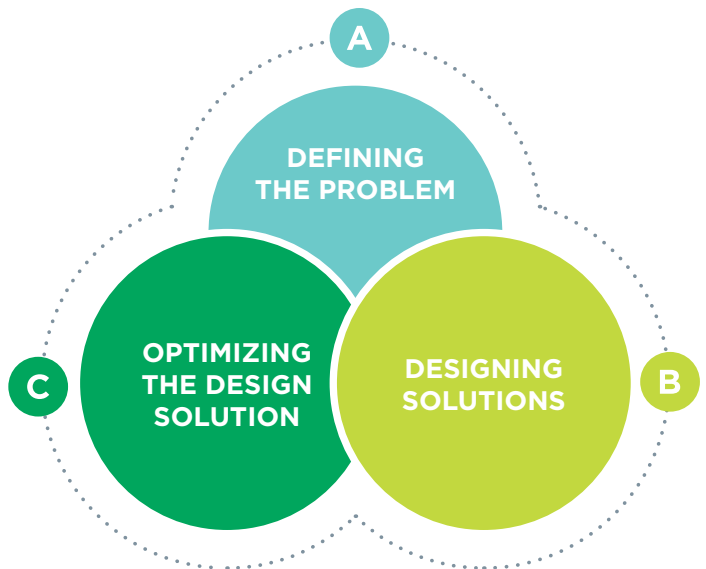 A
DEFINING
THE PROBLEM
OPTIMIZING
THE DESIGN
SOLUTION
DESIGNING
SOLUTIONS
C
B